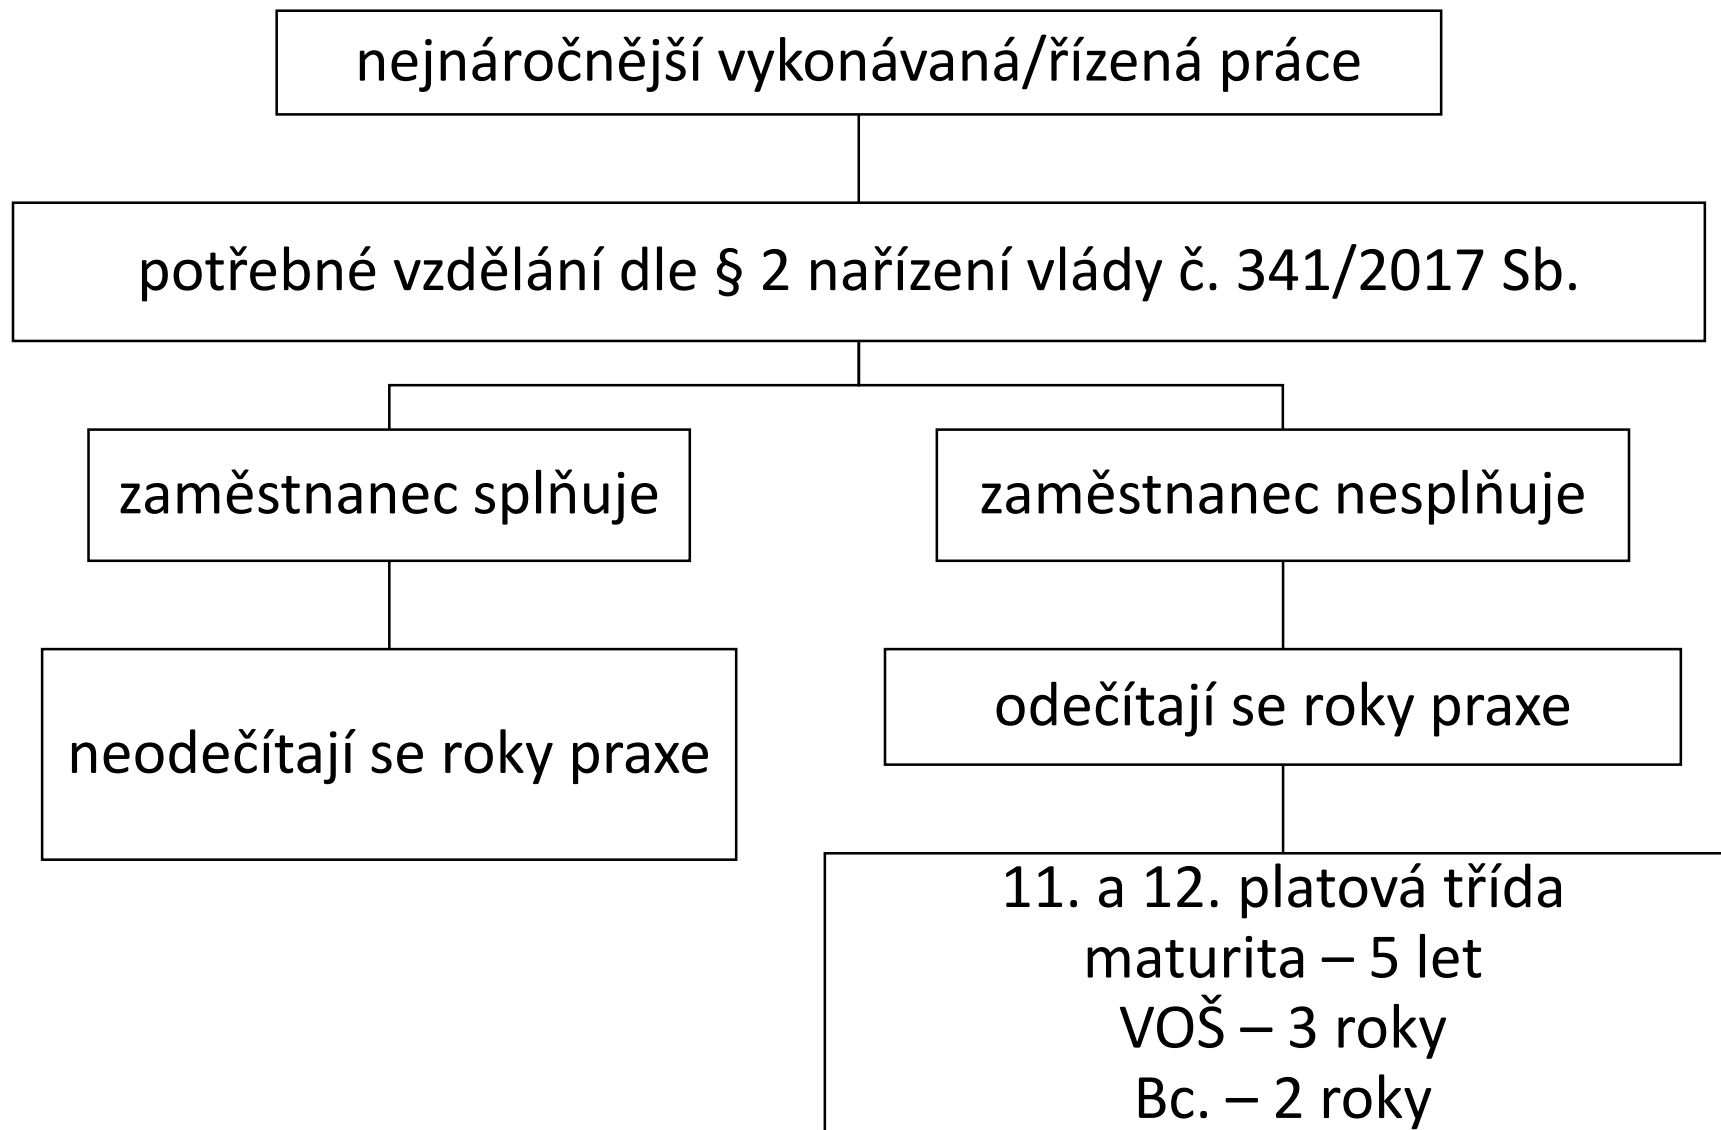 nejnáročnější vykonávaná/řízená práce
potřebné vzdělání dle § 2 nařízení vlády č. 341/2017 Sb.
zaměstnanec splňuje
zaměstnanec nesplňuje
neodečítají se roky praxe
odečítají se roky praxe
11. a 12. platová třída
maturita – 5 let
VOŠ – 3 roky
Bc. – 2 roky